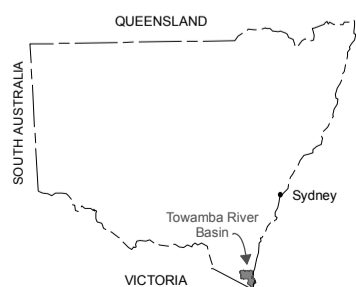 QUEENSLAND
SOUTH AUSTRALIA
Sydney
Towamba River
Basin
VICTORIA